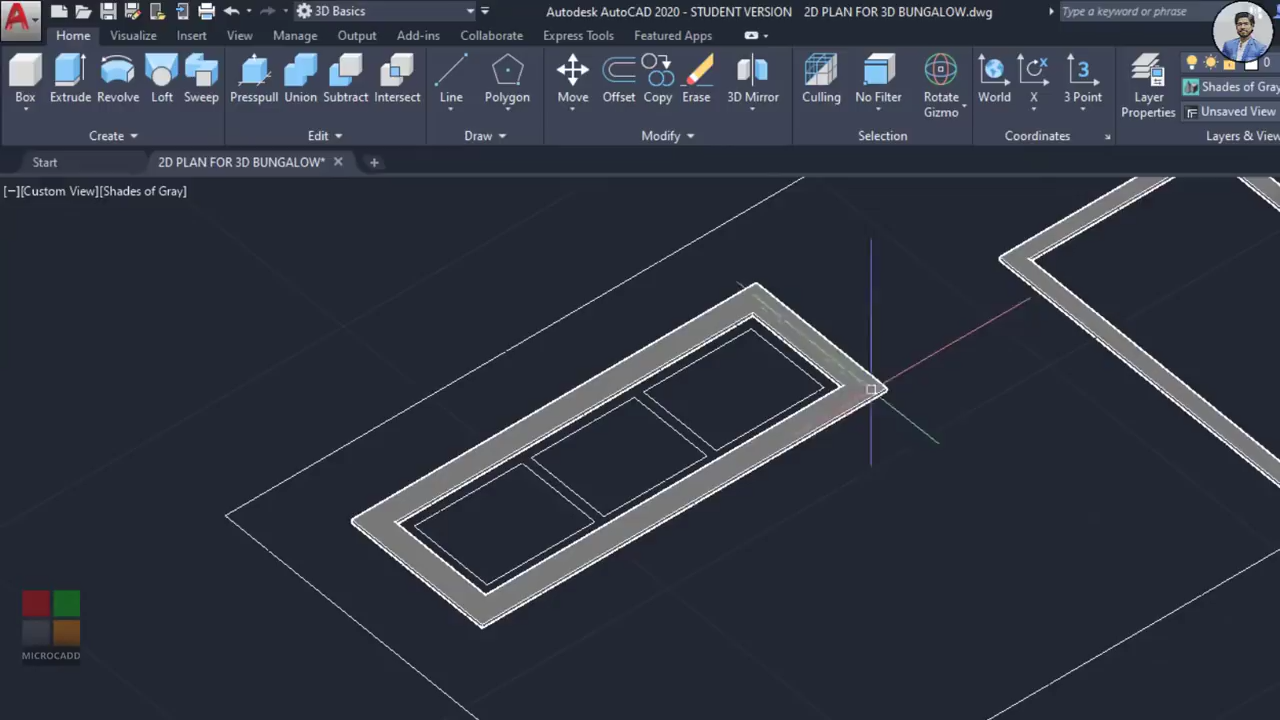 3D Basics
Autodesk AutoCAD 2020 - STUDENT VERSION 2D PLAN FOR 3D BUNGALOW.dwg
Type a keyword or phrase
Home Visualize Insert View Manage Output Add-ins Collaborate Express Tools Featured Apps
Box Extrude Revolve Loft Sweep Presspull Union Subtract Intersect Line Polygon Move Offset Copy Erase 3D Mirror Culling No Filter Rotate Gizmo World X 3 Point Layer Properties
0
Shades of Gray
Unsaved View
Create Edit Draw Modify Selection Coordinates Layers & View
Start 2D PLAN FOR 3D BUNGALOW*
[−][Custom View][Shades of Gray]
MICROCADD